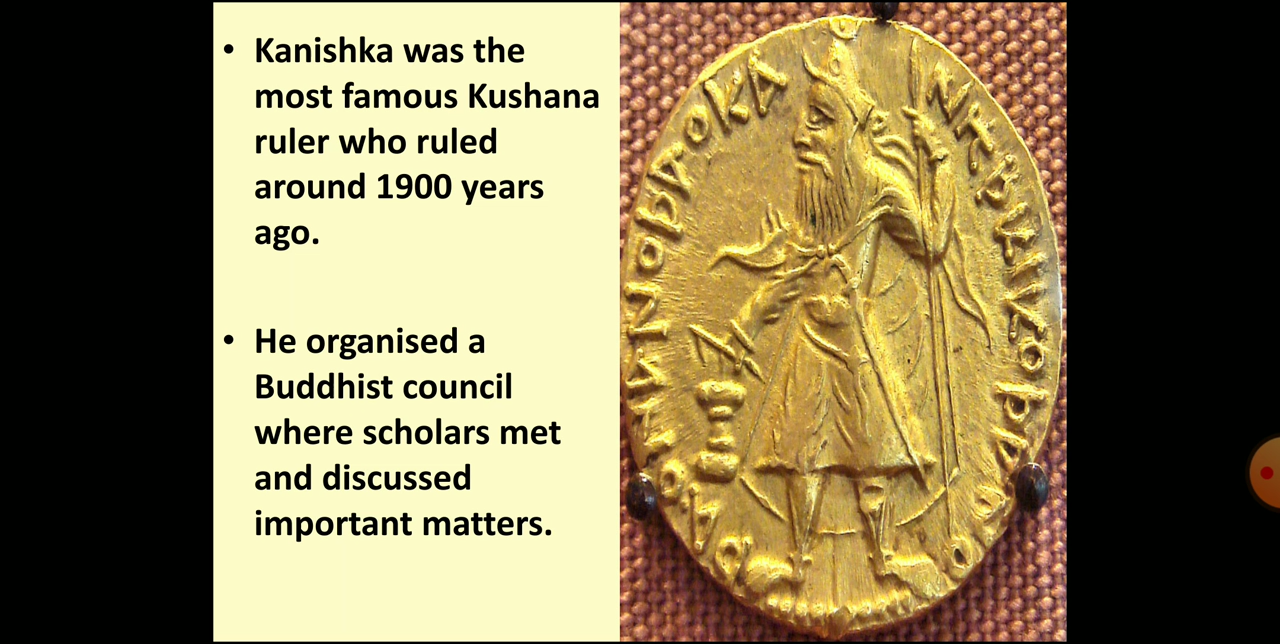 • Kanishka was the
most famous Kushana
ruler who ruled
around 1900 years
ago.
• He organised a
Buddhist council
where scholars met
and discussed
important matters.